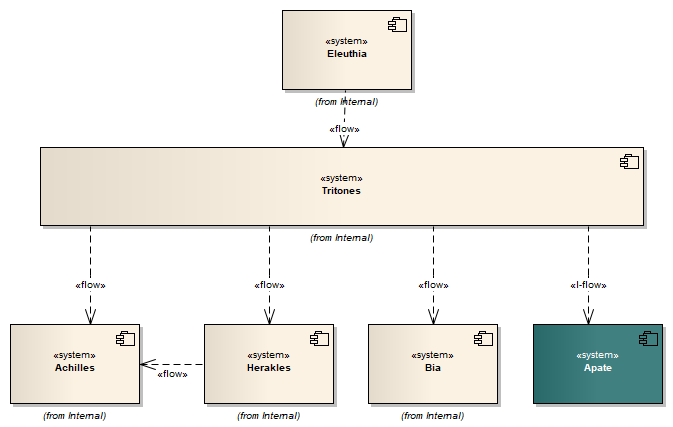 «system»
Eleuthia
(from Internal)
«flow»
«system»
Tritones
(from Internal)
«flow»
«flow»
«flow»
«l-flow»
«system»
Achilles
(from Internal)
«flow»
«system»
Herakles
(from Internal)
«system»
Bia
(from Internal)
«system»
Apate